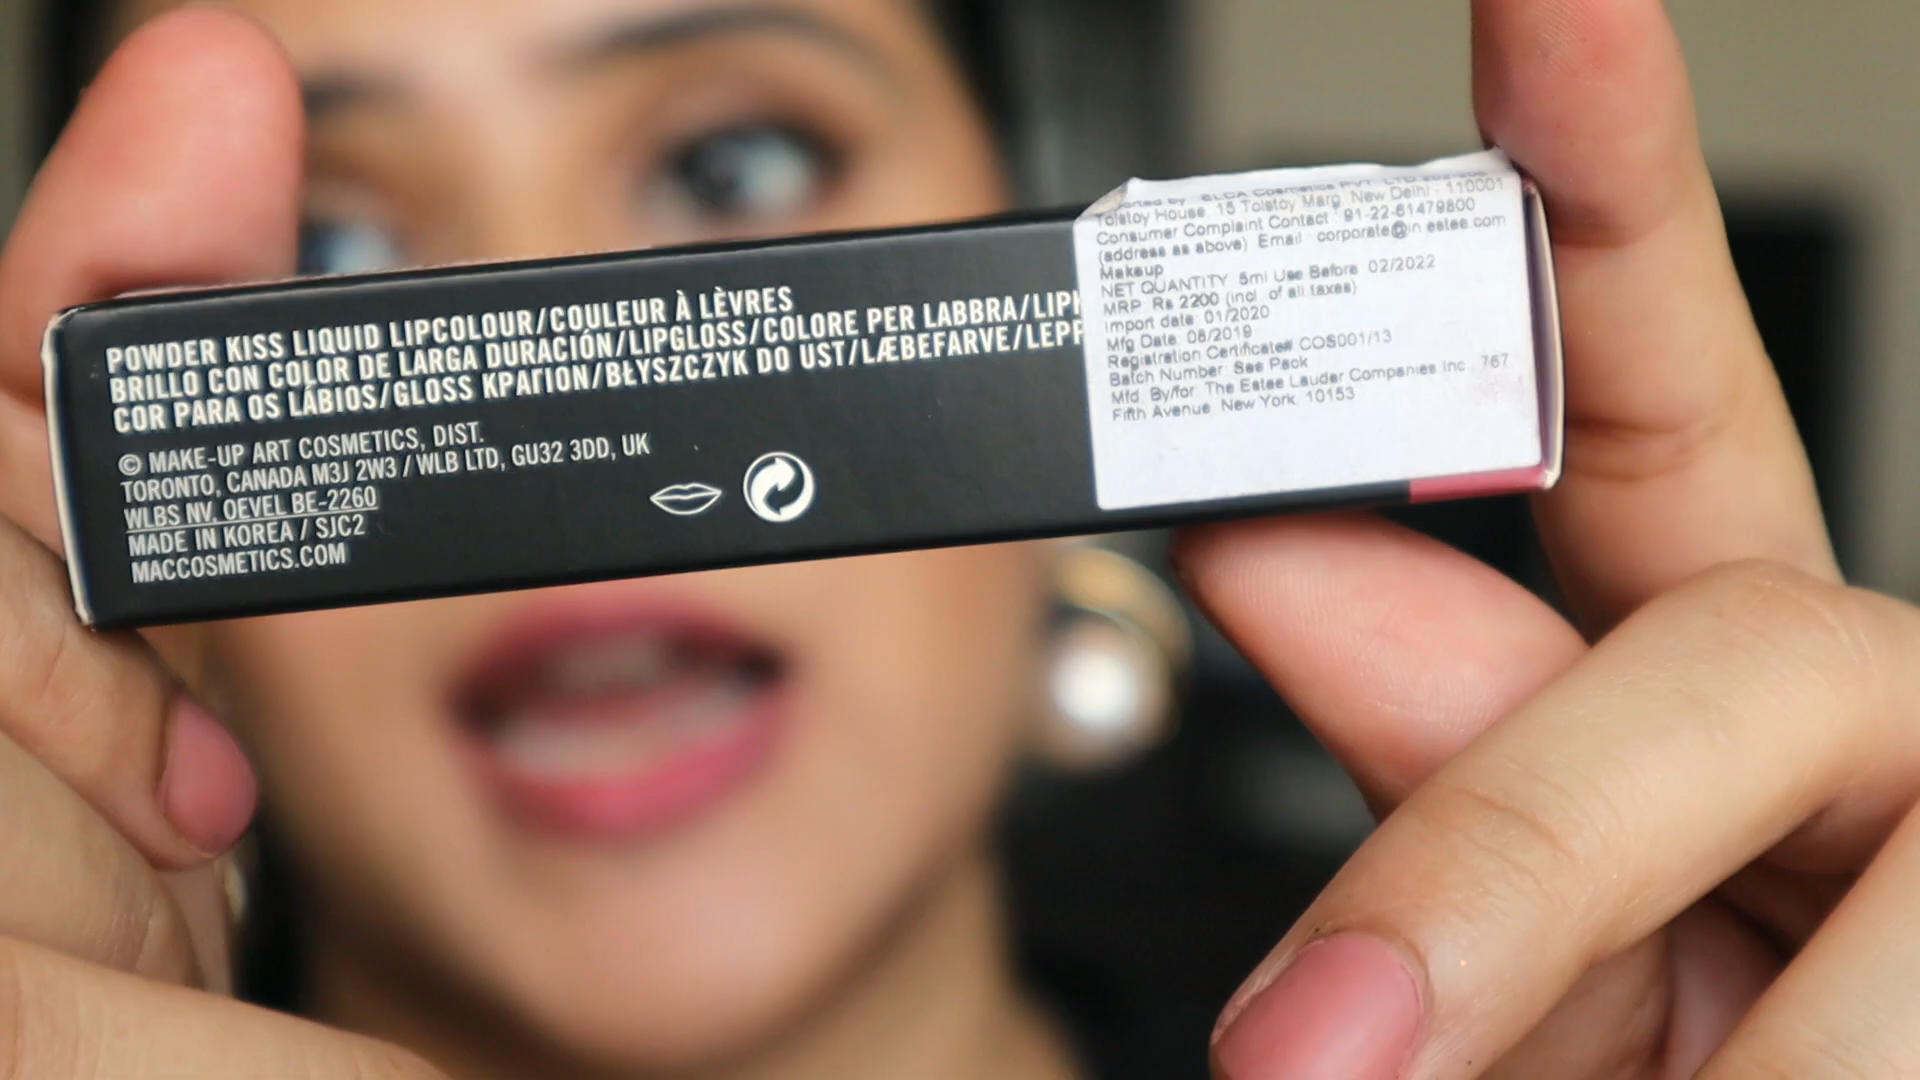 POWDER KISS LIQUID LIPCOLOUR/COULEUR À LÈVRES
BRILLO CON COLOR DE LARGA DURACIÓN/LIPGLOSS/COLORE PER LABBRA/LIP
COR PARA OS LÁBIOS/GLOSS КРАГІОN/BŁYSZCZYK DO UST/LÆBEFARVE/LEPP
© MAKE-UP ART COSMETICS, DIST.
TORONTO, CANADA M3J 2W3 / WLB LTD, GU32 3DD, UK
WLBS NV, OEVEL BE-2260
MADE IN KOREA / SJC2
MACCOSMETICS.COM
by ELCA Cosmetics PVT. LTD
Tolstoy House 15 Tolstoy Marg New Delhi - 110001
Consumer Complaint Contact 91-22-61479800
(address as above) Email corporate@in.estee.com
Makeup
NET QUANTITY 5ml Use Before 02/2022
MRP Rs 2200 (incl of all taxes)
Import date 01/2020
Mfg Date 08/2019
Registration Certificate# COS001/13
Batch Number See Pack
Mfd By/for The Estee Lauder Companies Inc 767
Fifth Avenue New York 10153